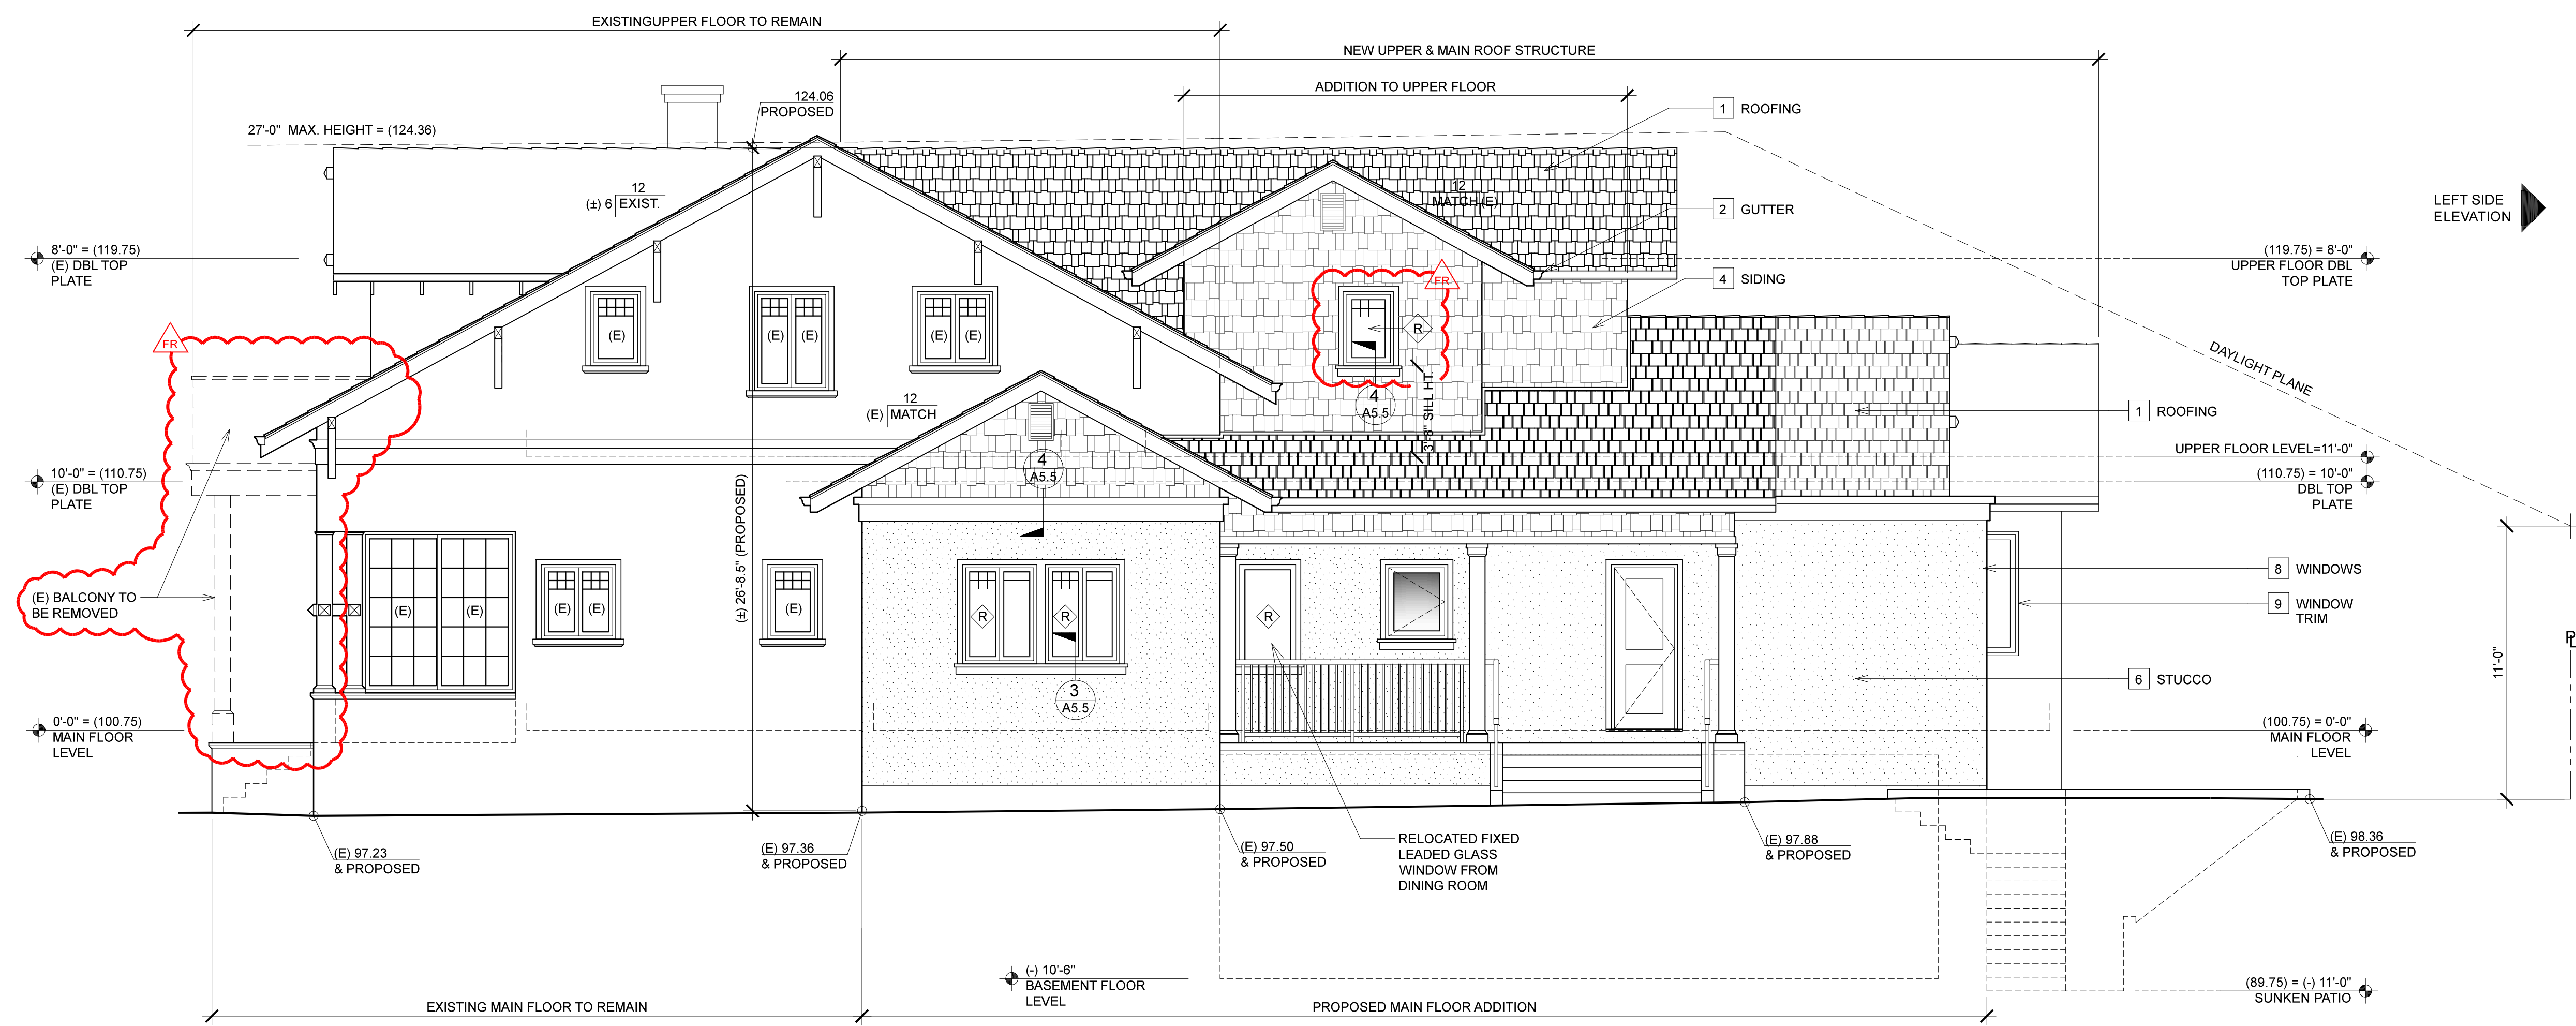 EXISTINGUPPER FLOOR TO REMAIN
NEW UPPER & MAIN ROOF STRUCTURE
ADDITION TO UPPER FLOOR
124.06
PROPOSED
27'-0" MAX. HEIGHT = (124.36)
1 ROOFING
12
(±) 6 EXIST.
12
MATCH (E)
2 GUTTER
LEFT SIDE
ELEVATION
8'-0" = (119.75)
(E) DBL TOP
PLATE
(119.75) = 8'-0"
UPPER FLOOR DBL
TOP PLATE
4 SIDING
FR
FR
(E)
(E)
(E)
(E)
(E)
R
DAYLIGHT PLANE
4
A5.5
3'-8" SILL HT.
12
(E) MATCH
1 ROOFING
UPPER FLOOR LEVEL=11'-0"
10'-0" = (110.75)
(E) DBL TOP
PLATE
(110.75) = 10'-0"
DBL TOP
PLATE
4
A5.5
(±) 26'-8.5" (PROPOSED)
(E) BALCONY TO
BE REMOVED
(E)
(E)
(E)
(E)
(E)
R
R
R
8 WINDOWS
9 WINDOW
TRIM
PL
11'-0"
6 STUCCO
3
A5.5
0'-0" = (100.75)
MAIN FLOOR
LEVEL
(100.75) = 0'-0"
MAIN FLOOR
LEVEL
(E) 97.23
& PROPOSED
(E) 97.36
& PROPOSED
(E) 97.50
& PROPOSED
RELOCATED FIXED
LEADED GLASS
WINDOW FROM
DINING ROOM
(E) 97.88
& PROPOSED
(E) 98.36
& PROPOSED
(-) 10'-6"
BASEMENT FLOOR
LEVEL
(89.75) = (-) 11'-0"
SUNKEN PATIO
EXISTING MAIN FLOOR TO REMAIN
PROPOSED MAIN FLOOR ADDITION